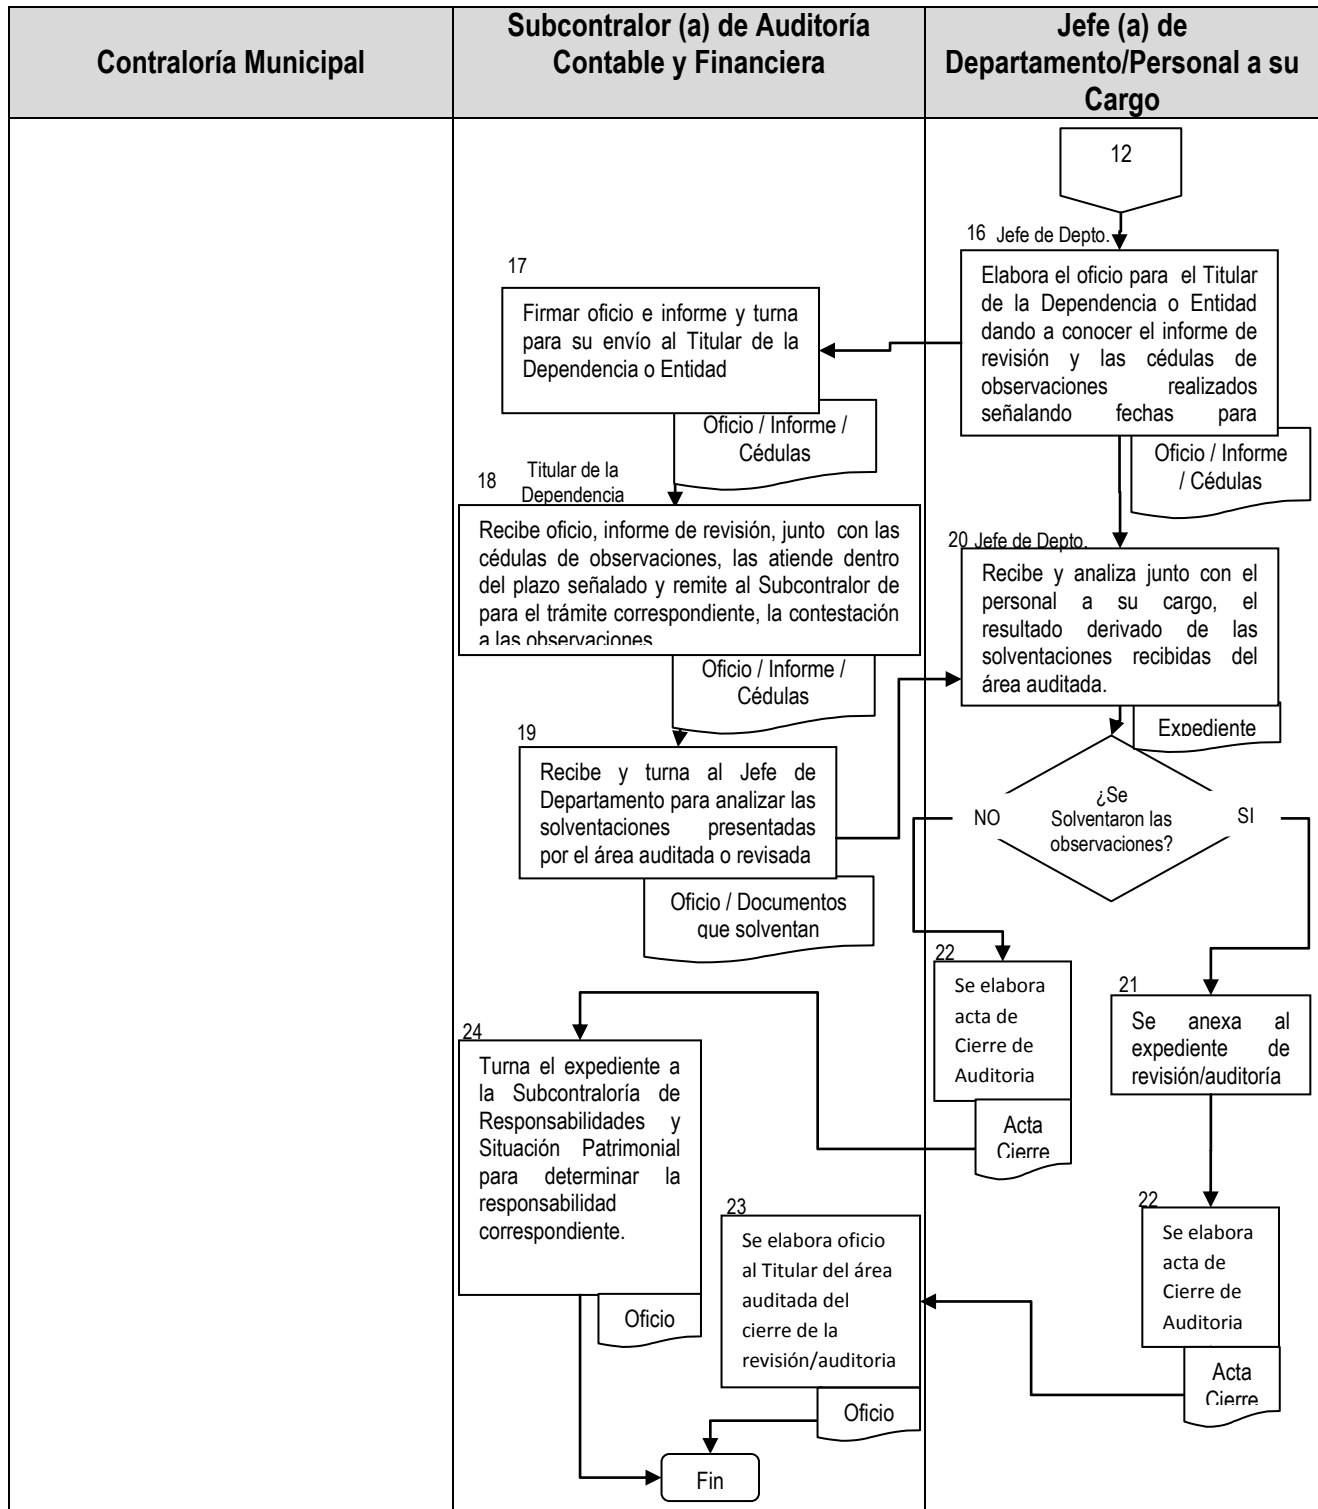 Contraloría Municipal
Subcontralor (a) de Auditoría
Contable y Financiera
Jefe (a) de
Departamento/Personal a su
Cargo
12
16 Jefe de Depto.
Elabora el oficio para el Titular
de la Dependencia o Entidad
dando a conocer el informe de
revisión y las cédulas de
observaciones realizados
señalando fechas para
Oficio / Informe
/ Cédulas
17
Firmar oficio e informe y turna
para su envío al Titular de la
Dependencia o Entidad
Oficio / Informe /
Cédulas
18 Titular de la
Dependencia
Recibe oficio, informe de revisión, junto con las
cédulas de observaciones, las atiende dentro
del plazo señalado y remite al Subcontralor de
para el trámite correspondiente, la contestación
a las observaciones
Oficio / Informe /
Cédulas
19
Recibe y turna al Jefe de
Departamento para analizar las
solventaciones presentadas
por el área auditada o revisada
Oficio / Documentos
que solventan
20 Jefe de Depto.
Recibe y analiza junto con el
personal a su cargo, el
resultado derivado de las
solventaciones recibidas del
área auditada.
Expediente
¿Se
Solventaron las
observaciones?
NO
SI
22
Se elabora
acta de
Cierre de
Auditoria
Acta
Cierre
21
Se anexa al
expediente de
revisión/auditoría
22
Se elabora
acta de
Cierre de
Auditoria
Acta
Cierre
24
Turna el expediente a
la Subcontraloría de
Responsabilidades y
Situación Patrimonial
para determinar la
responsabilidad
correspondiente.
Oficio
23
Se elabora oficio
al Titular del área
auditada del
cierre de la
revisión/auditoria
Oficio
Fin